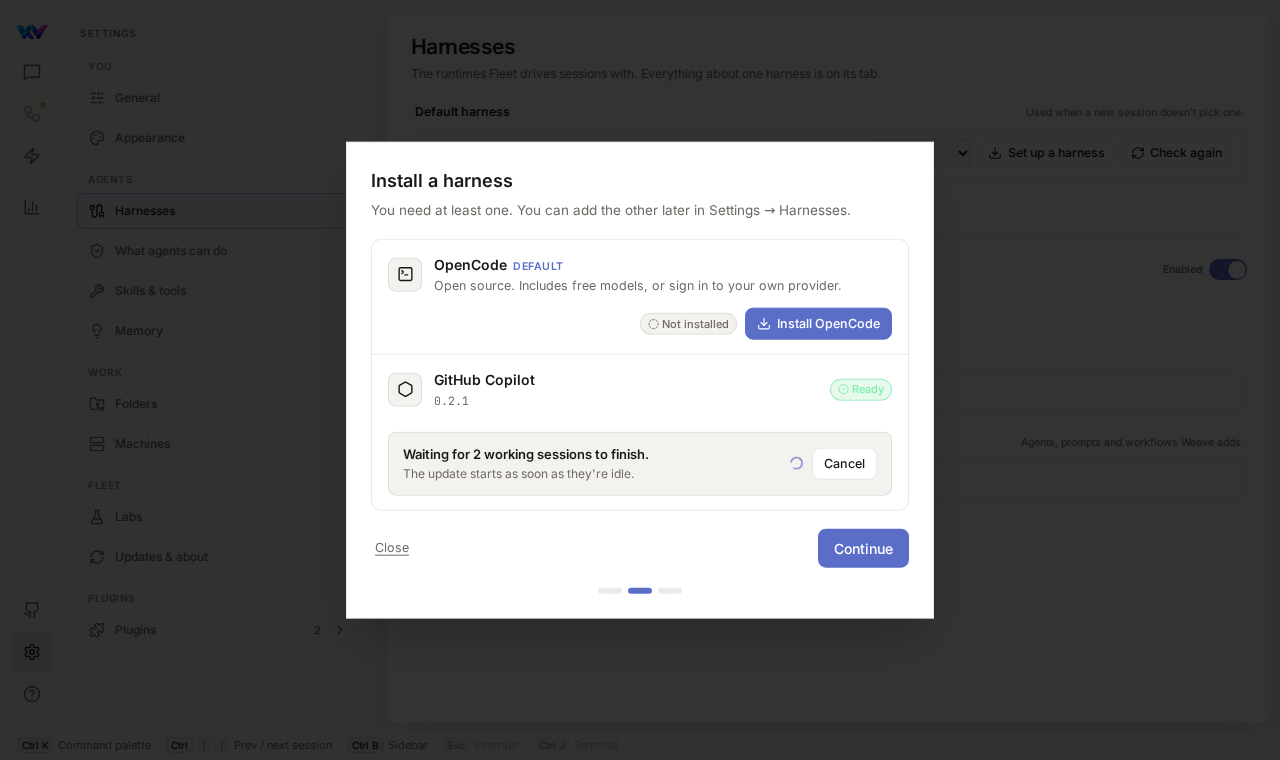 SETTINGS
YOU
General
Appearance
AGENTS
Harnesses
What agents can do
Skills & tools
Memory
WORK
Folders
Machines
FLEET
Labs
Updates & about
PLUGINS
Plugins 2
Harnesses
The runtimes Fleet drives sessions with. Everything about one harness is on its tab.
Default harness Used when a new session doesn't pick one.
Set up a harness Check again
Enabled
Agents, prompts and workflows Weave adds.
Install a harness
You need at least one. You can add the other later in Settings → Harnesses.
OpenCode DEFAULT
Open source. Includes free models, or sign in to your own provider.
Not installed Install OpenCode
GitHub Copilot
0.2.1
Ready
Waiting for 2 working sessions to finish.
The update starts as soon as they're idle.
Cancel
Close Continue
Ctrl K Command palette Ctrl [ ] Prev / next session Ctrl B Sidebar Esc Interrupt Ctrl J Terminal